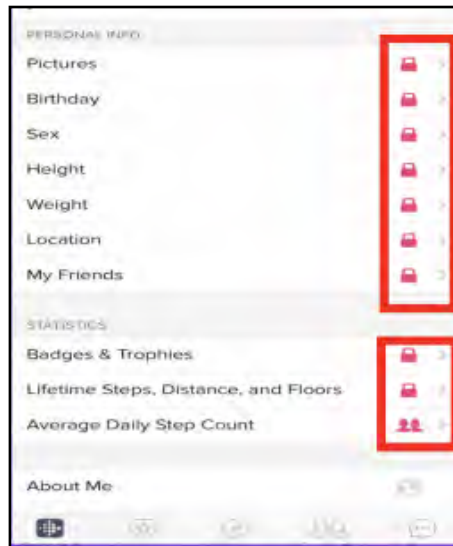 PERSONAL INFO
Pictures
Birthday
Sex
Height
Weight
Location
My Friends
STATISTICS
Badges & Trophies
Lifetime Steps, Distance, and Floors
Average Daily Step Count
About Me